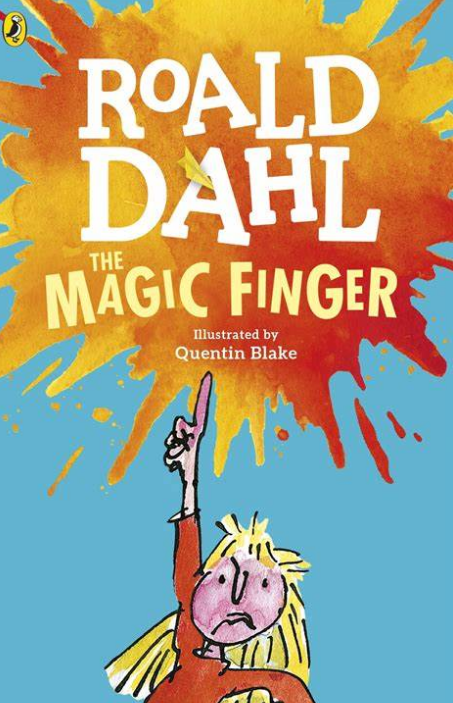 ROALD
DAHL
THE
MAGIC FINGER
Illustrated by
Quentin Blake